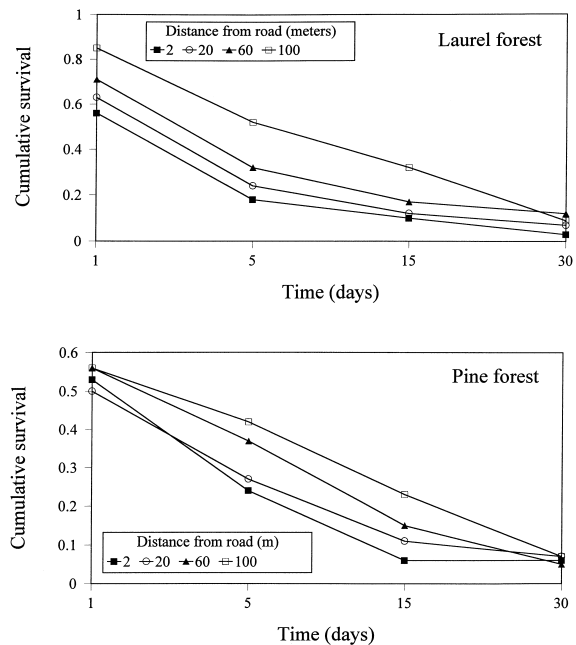 1
Distance from road (meters)
2 20 60 100
Laurel forest
0.8
0.6
0.4
0.2
0
Cumulative survival
1 5 15 30
Time (days)
0.6
Pine forest
0.5
0.4
0.3
0.2
0.1
0
Cumulative survival
Distance from road (m)
2 20 60 100
1 5 15 30
Time (days)